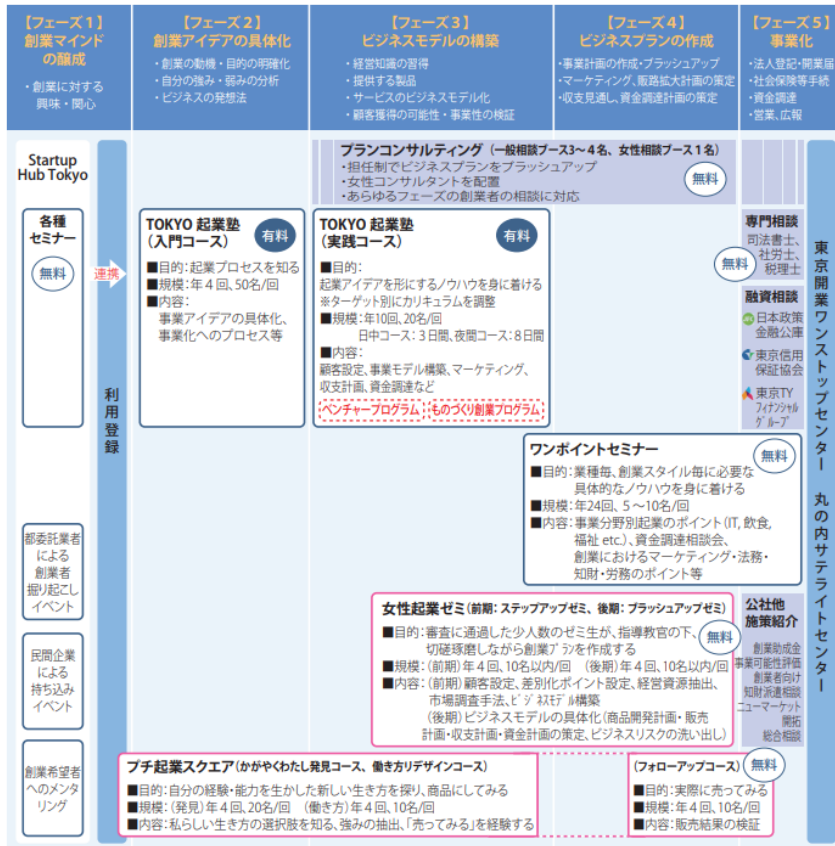 【フェーズ１】
創業マインド
の醸成
・創業に対する
興味・関心
【フェーズ２】
創業アイデアの具体化
・創業の動機・目的の明確化
・自分の強み・弱みの分析
・ビジネスの発想法
【フェーズ３】
ビジネスモデルの構築
・経営知識の習得
・提供する製品
・サービスのビジネスモデル化
・顧客獲得の可能性・事業性の検証
【フェーズ４】
ビジネスプランの作成
・事業計画の作成・ブラッシュアップ
・マーケティング、販路拡大計画の策定
・収支見通し、資金調達計画の策定
【フェーズ５】
事業化
・法人登記・開業届
・社会保険等手続
・資金調達
・営業、広報
Startup
Hub Tokyo
各種
セミナー
無料
連携
利用登録
都委託業者
による
創業者
掘り起こし
イベント
民間企業
による
持ち込み
イベント
創業希望者
へのメンタ
リング
プランコンサルティング（一般相談ブース3～４名、女性相談ブース１名）
・担任制でビジネスプランをブラッシュアップ
・女性コンサルタントを配置
・あらゆるフェーズの創業者の相談に対応
無料
TOKYO 起業塾
（入門コース）
有料
■目的：起業プロセスを知る
■規模：年４回、50名/回
■内容：
事業アイデアの具体化、
事業化へのプロセス等
TOKYO 起業塾
（実践コース）
有料
■目的：
起業アイデアを形にするノウハウを身に着ける
※ターゲット別にカリキュラムを調整
■規模：年10回、20名/回
日中コース：３日間、夜間コース：８日間
■内容：
顧客設定、事業モデル構築、マーケティング、
収支計画、資金調達など
ベンチャープログラム
ものづくり創業プログラム
専門相談
司法書士、
社労士、
税理士
無料
融資相談
日本政策
金融公庫
東京信用
保証協会
東京TY
フィナンシャル
グループ
東京開業ワンストップセンター　丸の内サテライトセンター
ワンポイントセミナー
無料
■目的：業種毎、創業スタイル毎に必要な
具体的なノウハウを身に着ける
■規模：年24回、５～10名/回
■内容：事業分野別起業のポイント（IT, 飲食,
福祉 etc.）、資金調達相談会、
創業におけるマーケティング・法務・
知財・労務のポイント等
女性起業ゼミ（前期：ステップアップゼミ、後期：ブラッシュアップゼミ）
無料
■目的：審査に通過した少人数のゼミ生が、指導教官の下、
切磋琢磨しながら創業プランを作成する
■規模：（前期）年４回、10名以内/回　（後期）年４回、10名以内/回
■内容：（前期）顧客設定、差別化ポイント設定、経営資源抽出、
市場調査手法、ビジネスモデル構築
（後期）ビジネスモデルの具体化（商品開発計画・販売
計画・収支計画・資金計画の策定、ビジネスリスクの洗い出し）
公社他
施策紹介
創業助成金
事業可能性評価
創業者向け
知財派遣相談
ニューマーケット
開拓
総合相談
プチ起業スクエア（かがやくわたし発見コース、働き方リデザインコース）
■目的：自分の経験・能力を生かした新しい生き方を探り、商品にしてみる
■規模：（発見）年４回、20名/回　（働き方）年４回、10名/回
■内容：私らしい生き方の選択肢を知る、強みの抽出、「売ってみる」を経験する
（フォローアップコース）
無料
■目的：実際に売ってみる
■規模：年４回、10名/回
■内容：販売結果の検証